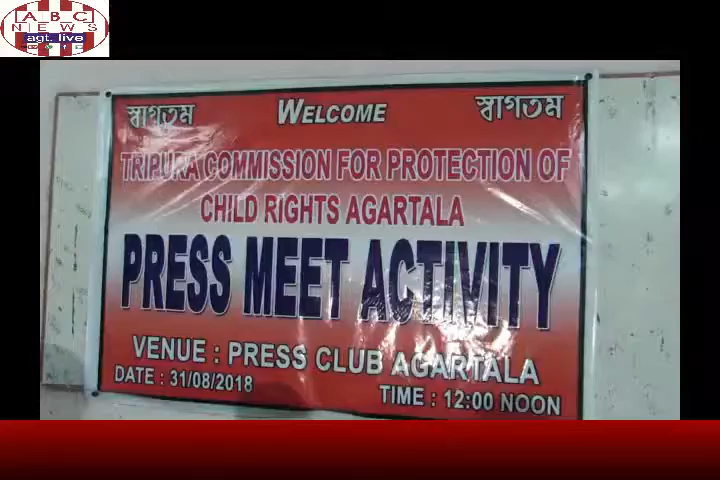 ABC
NEWS
agt. live
স্বাগতম WELCOME স্বাগতম
TRIPURA COMMISSION FOR PROTECTION OF
CHILD RIGHTS AGARTALA
PRESS MEET ACTIVITY
VENUE : PRESS CLUB AGARTALA
DATE : 31/08/2018 TIME : 12:00 NOON